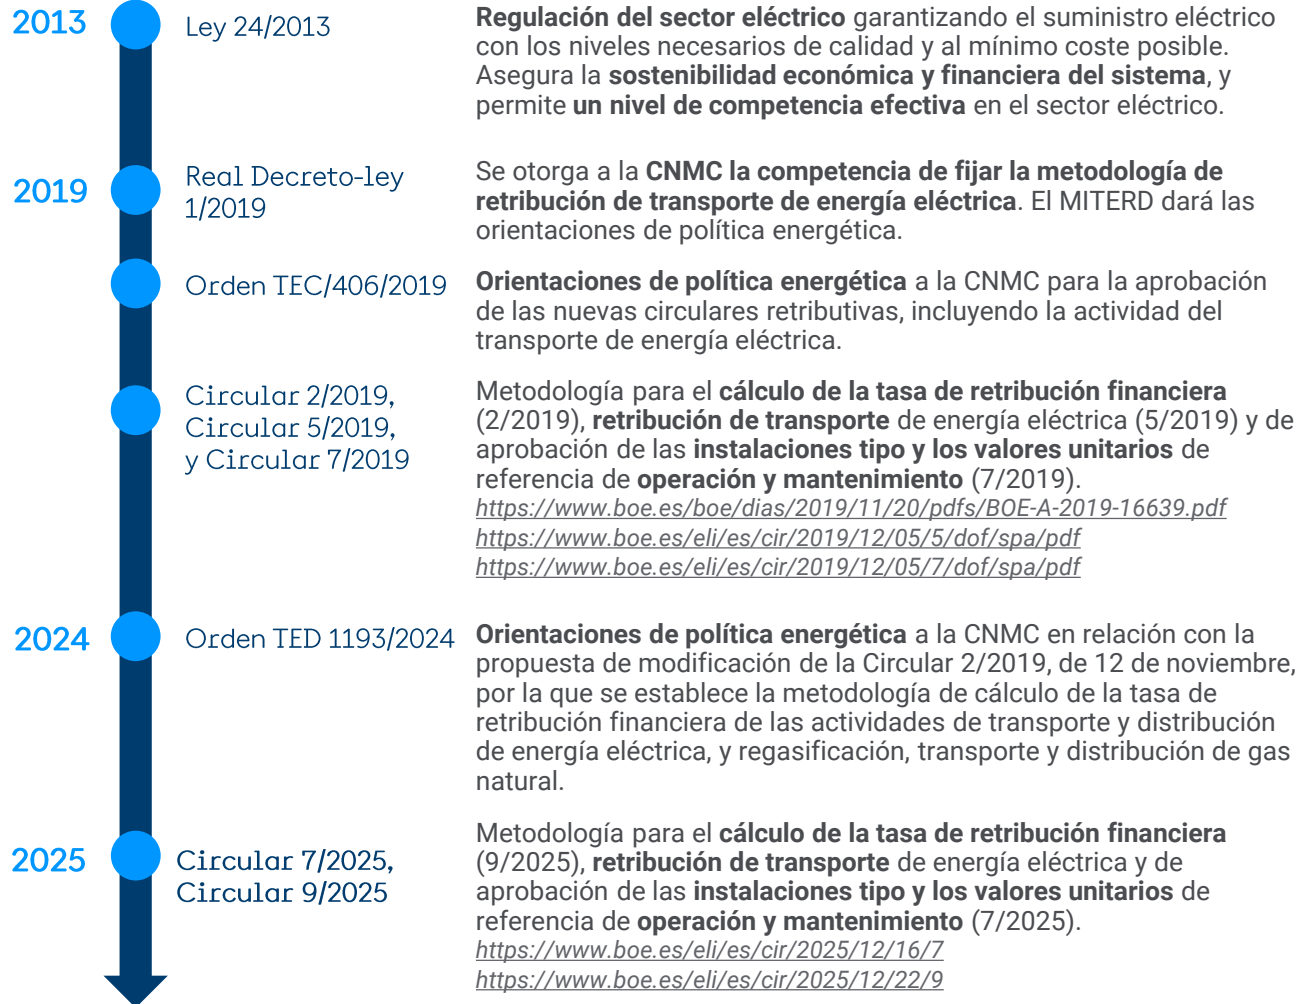 2013
Ley 24/2013
Regulación del sector eléctrico garantizando el suministro eléctrico
con los niveles necesarios de calidad y al mínimo coste posible.
Asegura la sostenibilidad económica y financiera del sistema, y
permite un nivel de competencia efectiva en el sector eléctrico.
2019
Real Decreto-ley
1/2019
Se otorga a la CNMC la competencia de fijar la metodología de
retribución de transporte de energía eléctrica. El MITERD dará las
orientaciones de política energética.
Orden TEC/406/2019
Orientaciones de política energética a la CNMC para la aprobación
de las nuevas circulares retributivas, incluyendo la actividad del
transporte de energía eléctrica.
Circular 2/2019,
Circular 5/2019,
y Circular 7/2019
Metodología para el cálculo de la tasa de retribución financiera
(2/2019), retribución de transporte de energía eléctrica (5/2019) y de
aprobación de las instalaciones tipo y los valores unitarios de
referencia de operación y mantenimiento (7/2019).
https://www.boe.es/boe/dias/2019/11/20/pdfs/BOE-A-2019-16639.pdf
https://www.boe.es/eli/es/cir/2019/12/05/5/dof/spa/pdf
https://www.boe.es/eli/es/cir/2019/12/05/7/dof/spa/pdf
2024
Orden TED 1193/2024
Orientaciones de política energética a la CNMC en relación con la
propuesta de modificación de la Circular 2/2019, de 12 de noviembre,
por la que se establece la metodología de cálculo de la tasa de
retribución financiera de las actividades de transporte y distribución
de energía eléctrica, y regasificación, transporte y distribución de gas
natural.
2025
Circular 7/2025,
Circular 9/2025
Metodología para el cálculo de la tasa de retribución financiera
(9/2025), retribución de transporte de energía eléctrica y de
aprobación de las instalaciones tipo y los valores unitarios de
referencia de operación y mantenimiento (7/2025).
https://www.boe.es/eli/es/cir/2025/12/16/7
https://www.boe.es/eli/es/cir/2025/12/22/9